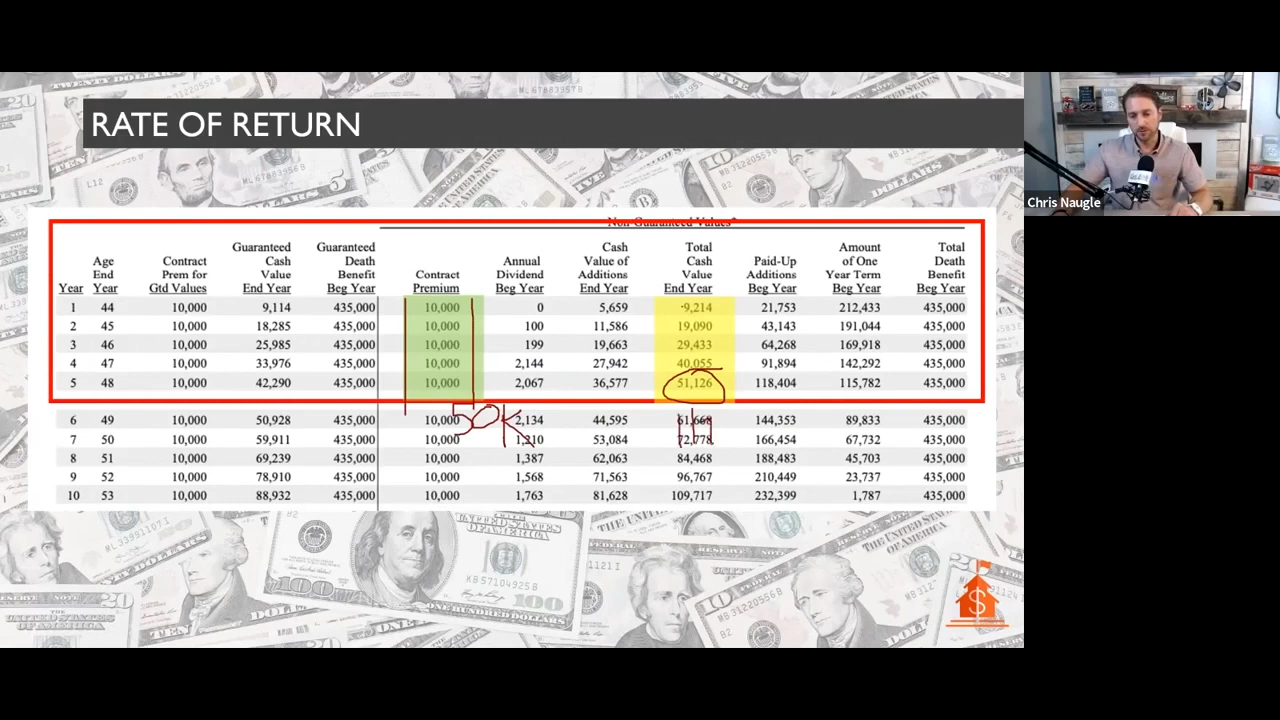 RATE OF RETURN
Chris Naugle
Non-Guaranteed Values*
Year Age End Year Contract Prem for Gtd Values Guaranteed Cash Value End Year Guaranteed Death Benefit Beg Year Contract Premium Annual Dividend Beg Year Cash Value of Additions End Year Total Cash Value End Year Paid-Up Additions Beg Year Amount of One Year Term Beg Year Total Death Benefit Beg Year
1 44 10,000 9,114 435,000 10,000 0 5,659 9,214 21,753 212,433 435,000
2 45 10,000 18,285 435,000 10,000 100 11,586 19,090 43,143 191,044 435,000
3 46 10,000 25,985 435,000 10,000 199 19,663 29,433 64,268 169,918 435,000
4 47 10,000 33,976 435,000 10,000 2,144 27,942 40,055 91,894 142,292 435,000
5 48 10,000 42,290 435,000 10,000 2,067 36,577 51,126 118,404 115,782 435,000
50K
6 49 10,000 50,928 435,000 10,000 2,134 44,595 61,668 144,353 89,833 435,000
7 50 10,000 59,911 435,000 10,000 1,210 53,084 72,778 166,454 67,732 435,000
8 51 10,000 69,239 435,000 10,000 1,387 62,063 84,468 188,483 45,703 435,000
9 52 10,000 78,910 435,000 10,000 1,568 71,563 96,767 210,449 23,737 435,000
10 53 10,000 88,932 435,000 10,000 1,763 81,628 109,717 232,399 1,787 435,000